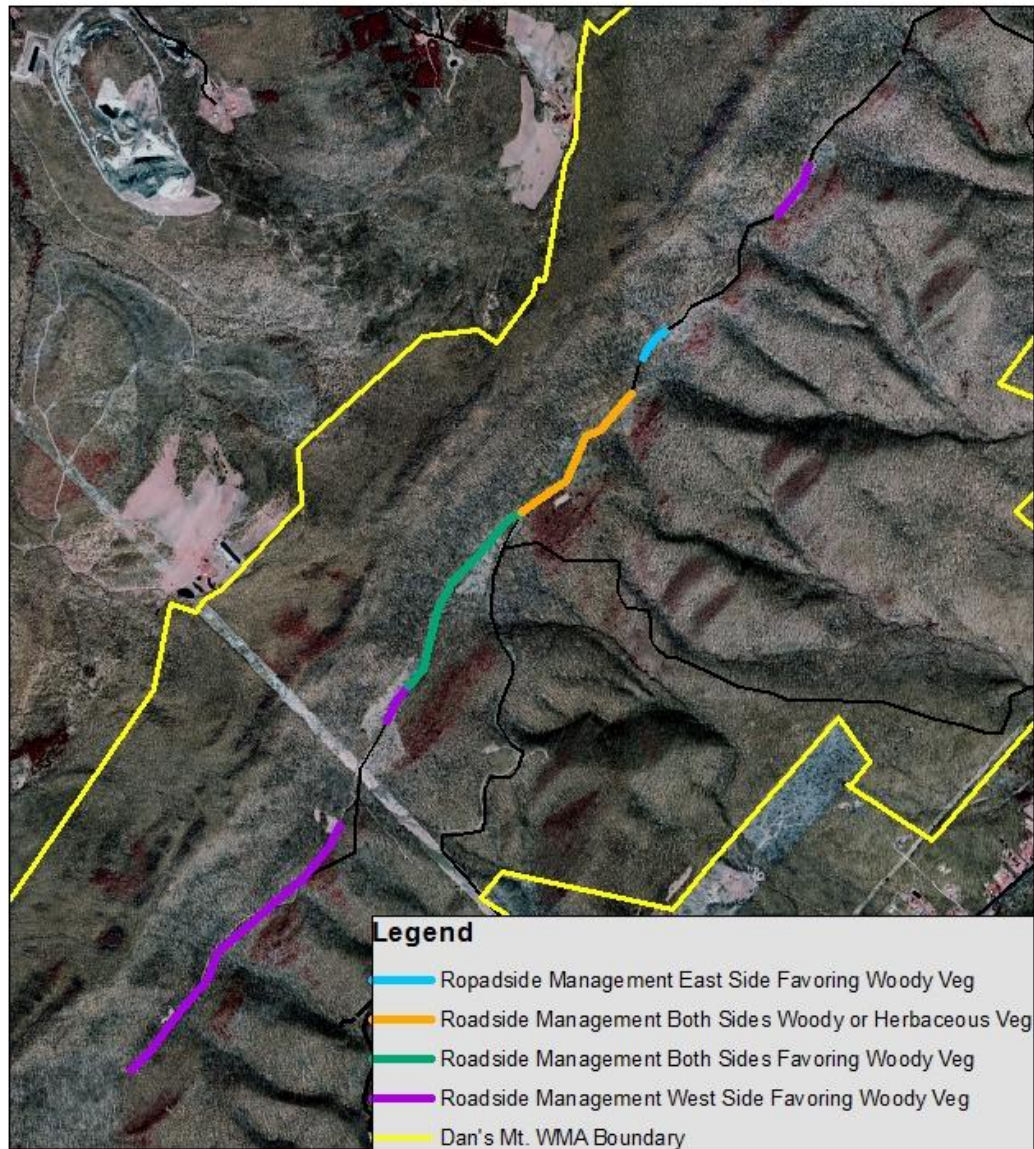 Legend
Ropadside Management East Side Favoring Woody Veg
Roadside Management Both Sides Woody or Herbaceous Veg
Roadside Management Both Sides Favoring Woody Veg
Roadside Management West Side Favoring Woody Veg
Dan's Mt. WMA Boundary